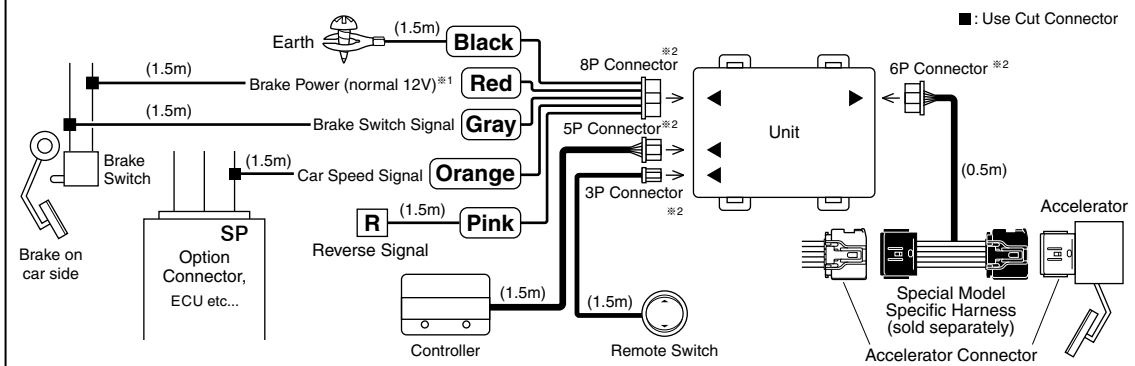 ■ : Use Cut Connector
Earth
(1.5m)
Black
8P Connector ※2
6P Connector ※2
(1.5m)
Brake Power (normal 12V)※1
Red
(1.5m)
Brake Switch Signal
Gray
5P Connector※2
Unit
Brake
Switch
(1.5m)
Car Speed Signal
Orange
3P Connector
※2
(0.5m)
R
(1.5m)
Pink
Reverse Signal
Accelerator
Brake on
car side
SP
Option
Connector,
ECU etc...
(1.5m)
(1.5m)
Special Model
Specific Harness
(sold separately)
Controller
Remote Switch
Accelerator Connector